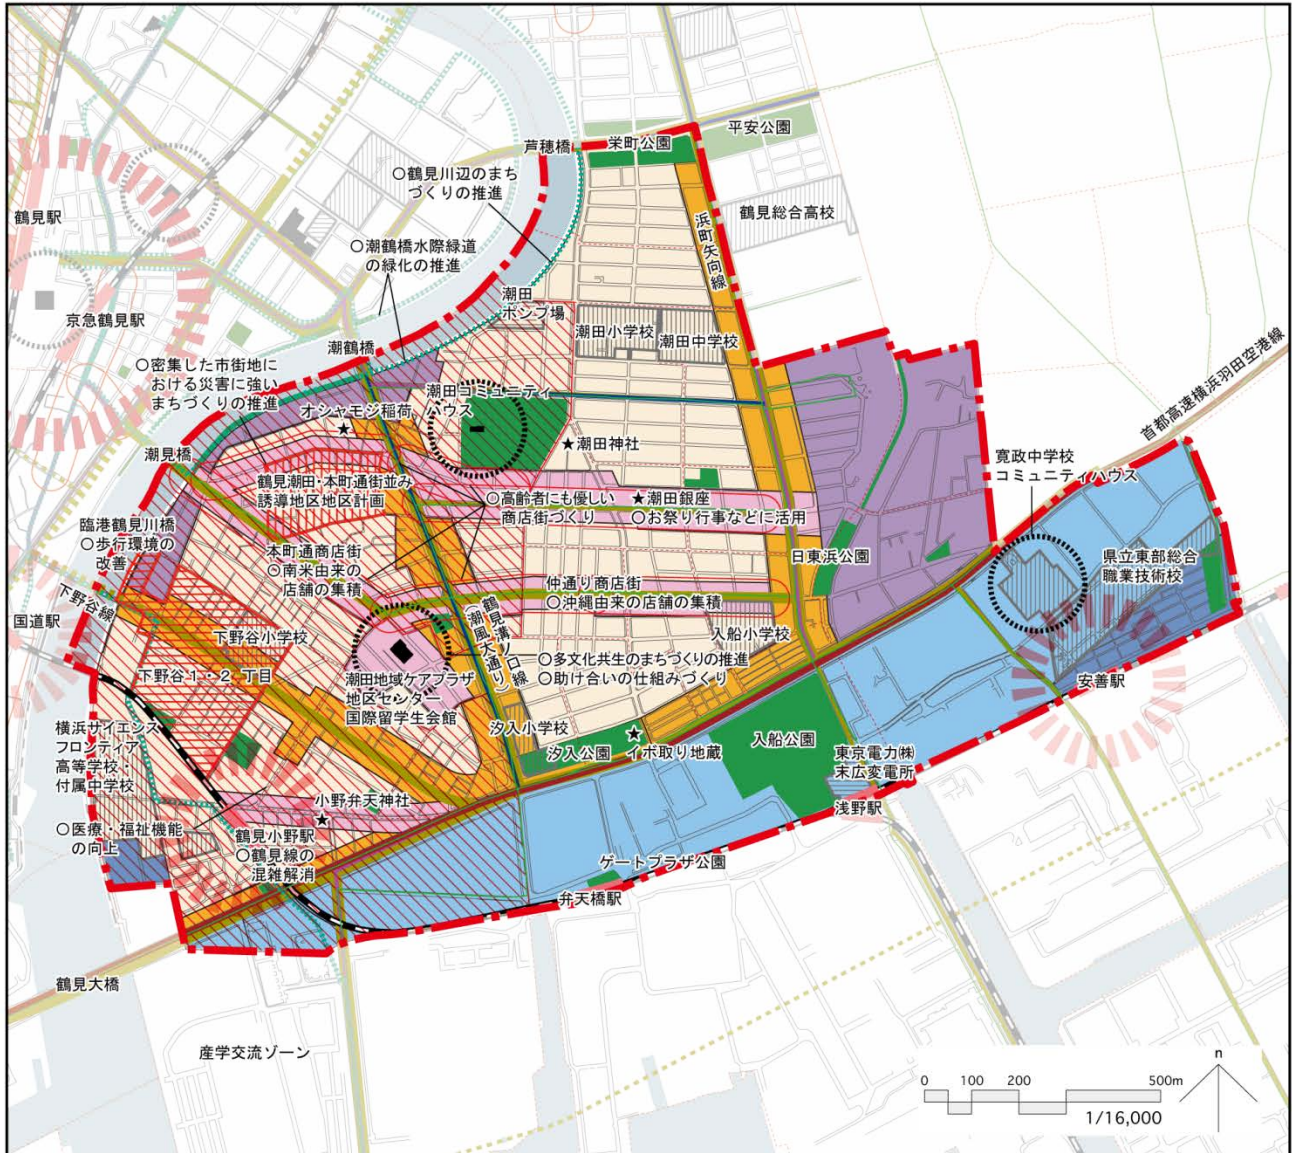 芦穂橋
栄町公園
平安公園
○鶴見川辺のまち
づくりの推進
鶴見駅
鶴見総合高校
浜町矢向線
○潮鶴橋水際緑道
の緑化の推進
潮田
ポンプ場
京急鶴見駅
潮鶴橋
潮田小学校
潮田中学校
○密集した市街地に
おける災害に強い
まちづくりの推進
首都高速横浜羽田空港線
潮田コミュニティ
ハウス
オシャモジ稲荷
★
★潮田神社
潮見橋
寛政中学校
コミュニティハウス
鶴見潮田・本町通街並み
誘導地区地区計画
○高齢者にも優しい
商店街づくり
★潮田銀座
○お祭り行事などに活用
臨港鶴見川橋
○歩行環境の
改善
本町通商店街
○南米由来の
店舗の集積
日東浜公園
県立東部総合
職業技術校
仲通り商店街
○沖縄由来の店舗の集積
下野谷線
国道駅
鶴見溝ノ口線
(潮風大通り)
下野谷小学校
入船小学校
下野谷1・2丁目
○多文化共生のまちづくりの推進
○助け合いの仕組みづくり
潮田地域ケアプラザ
地区センター
国際留学生会館
安善駅
横浜サイエンス
フロンティア
高等学校・
付属中学校
汐入小学校
汐入公園
★
イボ取り地蔵
入船公園
東京電力㈱
末広変電所
小野弁天神社
★
浅野駅
○医療・福祉機能
の向上
鶴見小野駅
○鶴見線の
混雑解消
ゲートプラザ公園
弁天橋駅
鶴見大橋
産学交流ゾーン
n
0 100 200 500m
1/16,000